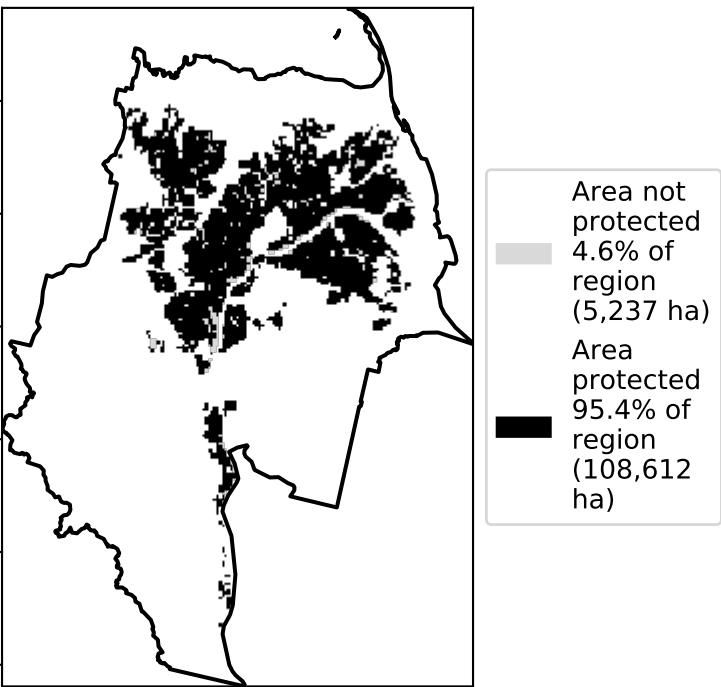 Area not
protected
4.6% of
region
(5,237 ha)
Area
protected
95.4% of
region
(108,612
ha)